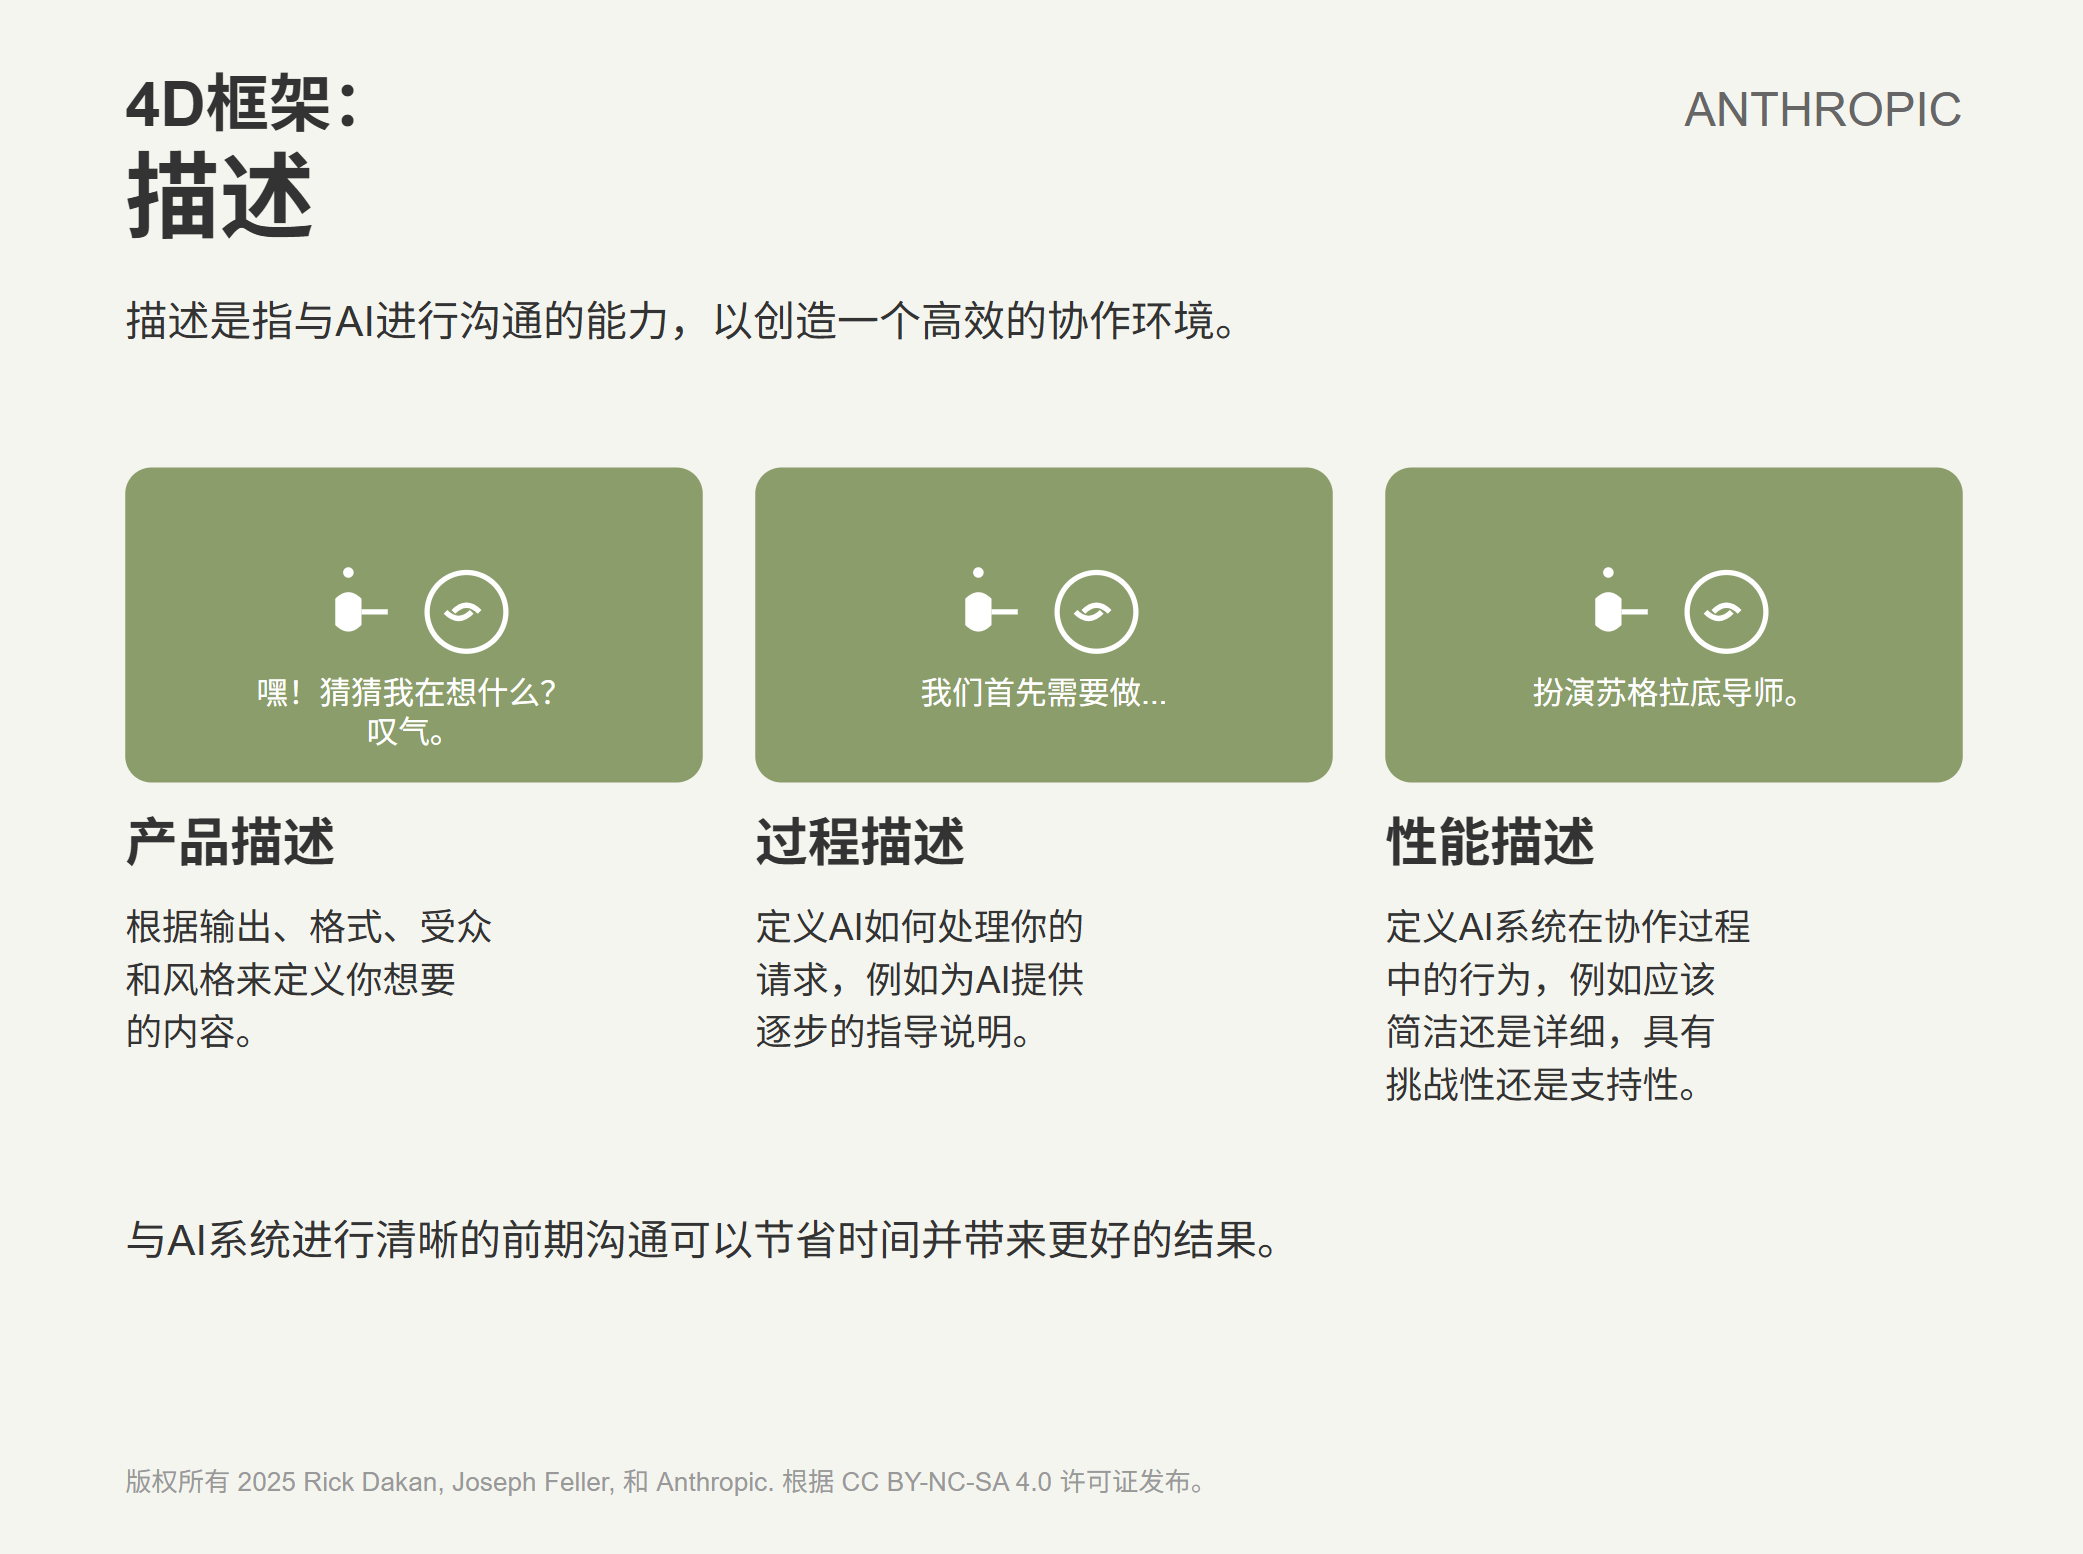 4D框架：
ANTHROPIC
描述
描述是指与AI进行沟通的能力，以创造一个高效的协作环境。
嘿！猜猜我在想什么？
叹气。
我们首先需要做...
扮演苏格拉底导师。
产品描述
根据输出、格式、受众
和风格来定义你想要
的内容。
过程描述
定义AI如何处理你的
请求，例如为AI提供
逐步的指导说明。
性能描述
定义AI系统在协作过程
中的行为，例如应该
简洁还是详细，具有
挑战性还是支持性。
与AI系统进行清晰的前期沟通可以节省时间并带来更好的结果。
版权所有 2025 Rick Dakan, Joseph Feller, 和 Anthropic. 根据 CC BY-NC-SA 4.0 许可证发布。